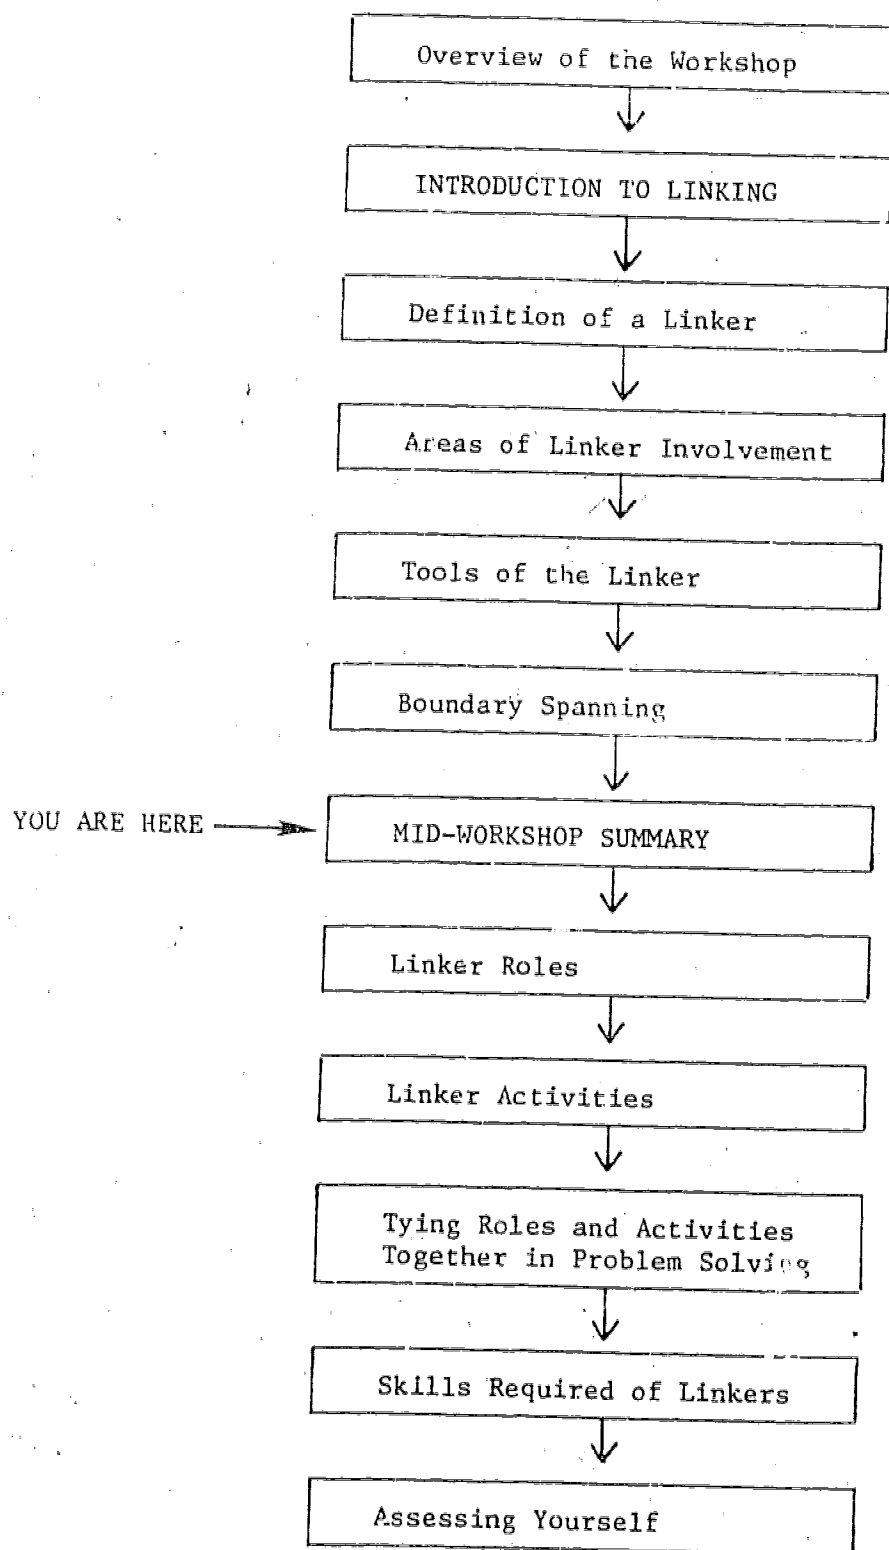 Overview of the Workshop
INTRODUCTION TO LINKING
Definition of a Linker
Areas of Linker Involvement
Tools of the Linker
Boundary Spanning
YOU ARE HERE
MID-WORKSHOP SUMMARY
Linker Roles
Linker Activities
Tying Roles and Activities
Together in Problem Solving
Skills Required of Linkers
Assessing Yourself